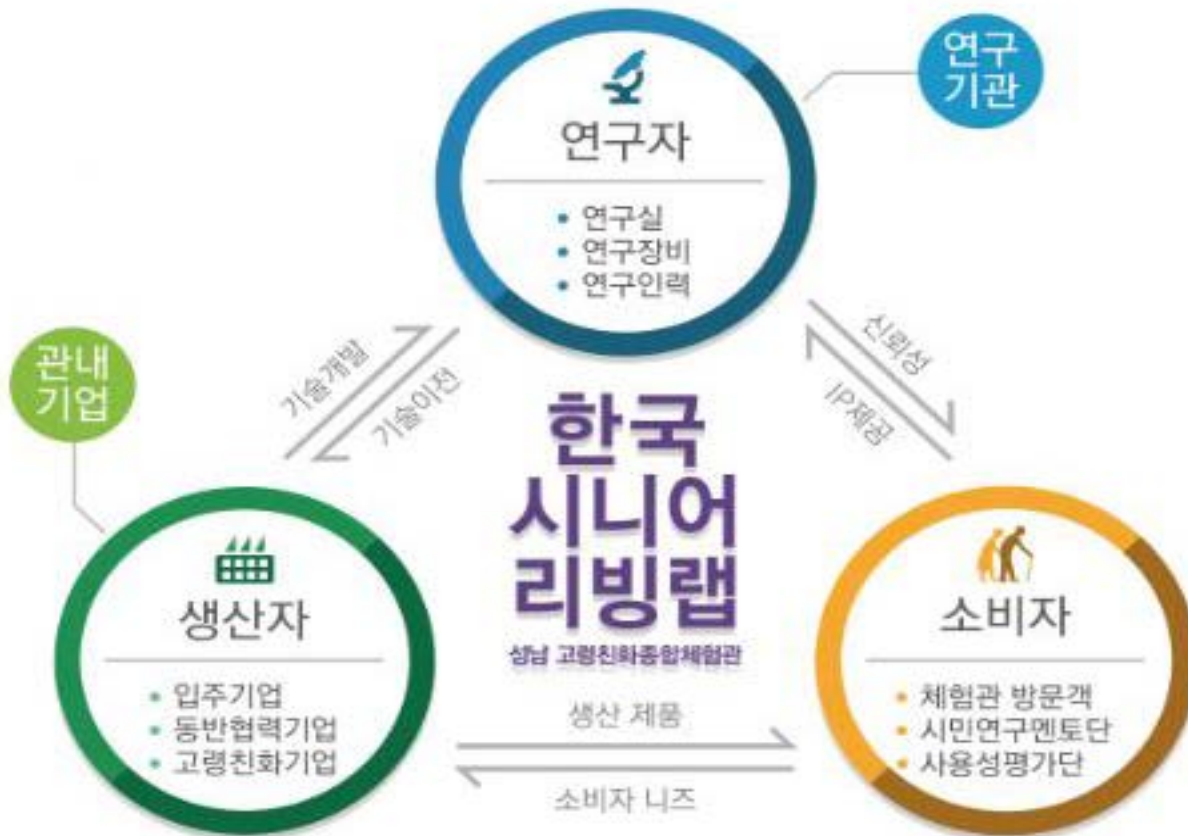 연구
기관
연구자
• 연구실
• 연구장비
• 연구인력
관내
기업
기술개발
기술이전
신뢰성
IP제공
한국
시니어
리빙랩
성남 고령친화종합체험관
생산자
• 입주기업
• 동반협력기업
• 고령친화기업
생산 제품
소비자 니즈
소비자
• 체험관 방문객
• 시민연구멘토단
• 사용성평가단